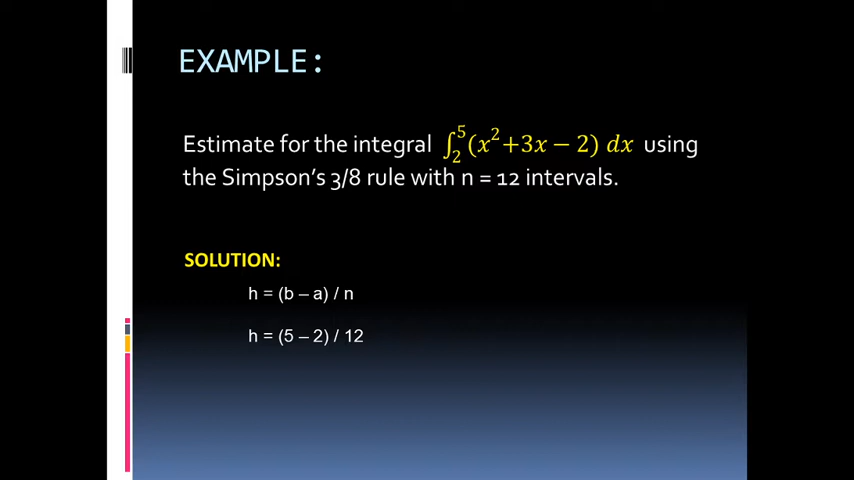 EXAMPLE:
Estimate for the integral ∫₂⁵(x²+3x − 2) dx using
the Simpson's 3/8 rule with n = 12 intervals.
SOLUTION:
h = (b – a) / n
h = (5 – 2) / 12